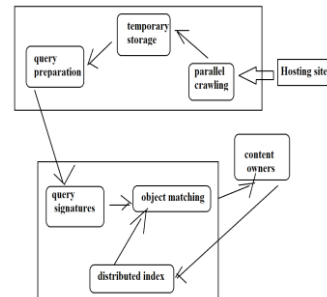 temporary
storage
query
preparation
parallel
crawling
Hosting site
content
owners
query
signatures
object matching
distributed index